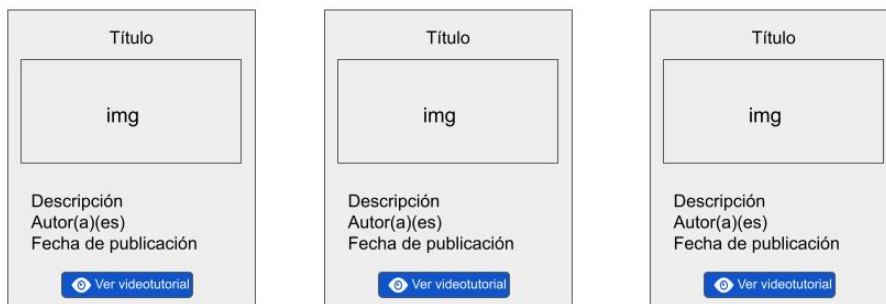 Título
img
Descripción
Autor(a)(es)
Fecha de publicación
Ver videotutorial
Título
img
Descripción
Autor(a)(es)
Fecha de publicación
Ver videotutorial
Título
img
Descripción
Autor(a)(es)
Fecha de publicación
Ver videotutorial